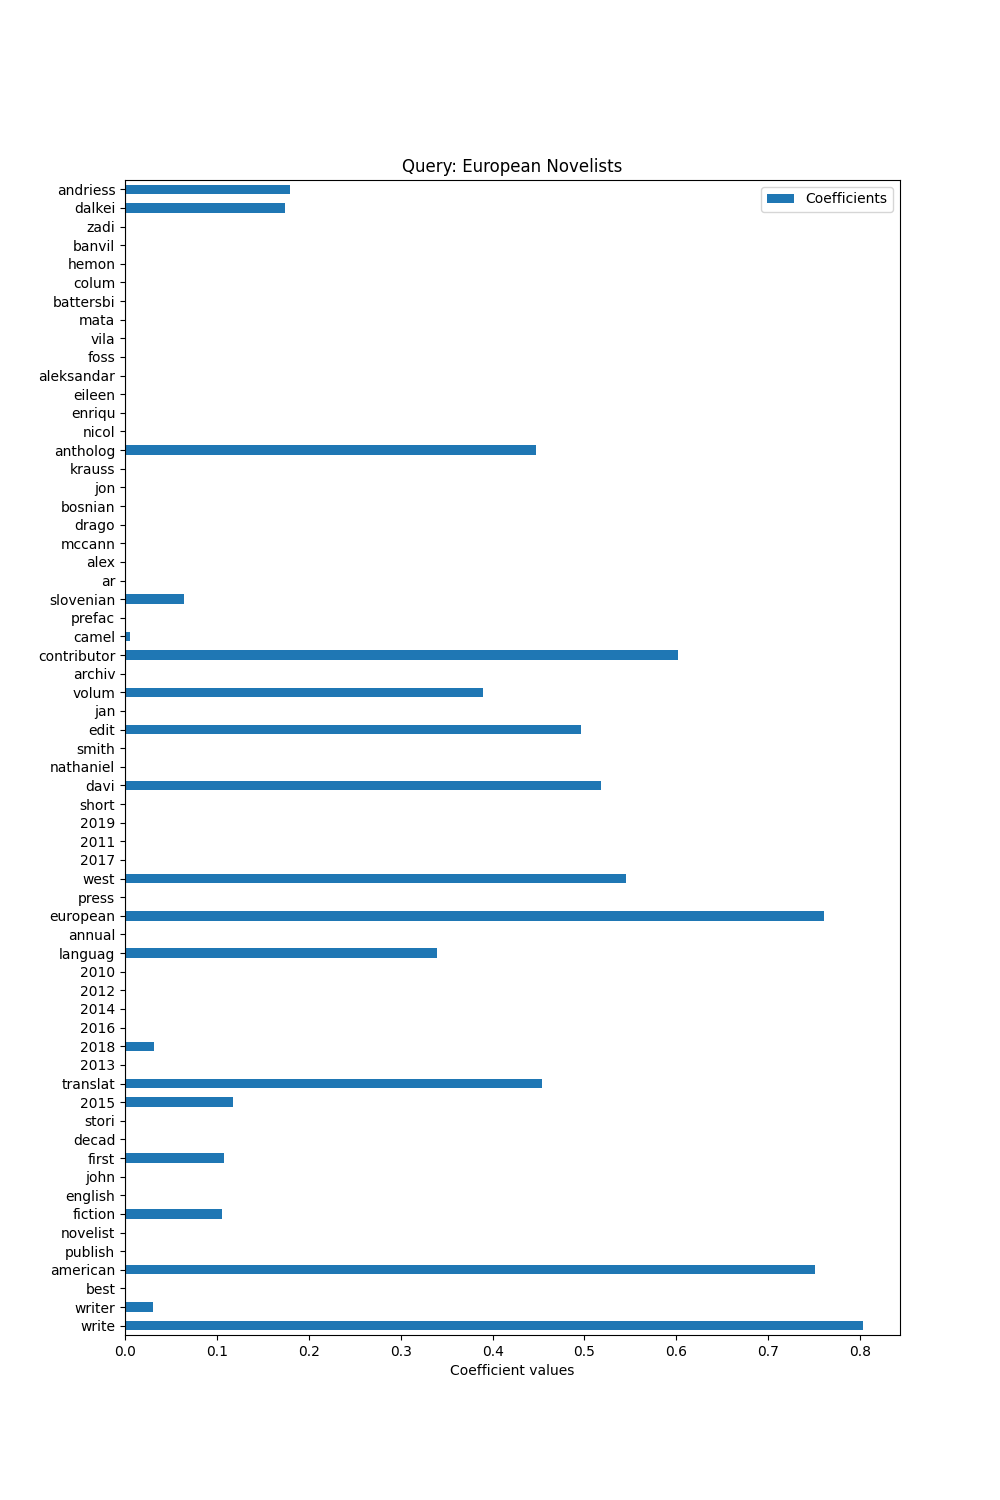 Query: European Novelists
Coefficients
andriess
dalkei
zadi
banvil
hemon
colum
battersbi
mata
vila
foss
aleksandar
eileen
enriqu
nicol
antholog
krauss
jon
bosnian
drago
mccann
alex
ar
slovenian
prefac
camel
contributor
archiv
volum
jan
edit
smith
nathaniel
davi
short
2019
2011
2017
west
press
european
annual
languag
2010
2012
2014
2016
2018
2013
translat
2015
stori
decad
first
john
english
fiction
novelist
publish
american
best
writer
write
0.0 0.1 0.2 0.3 0.4 0.5 0.6 0.7 0.8
Coefficient values